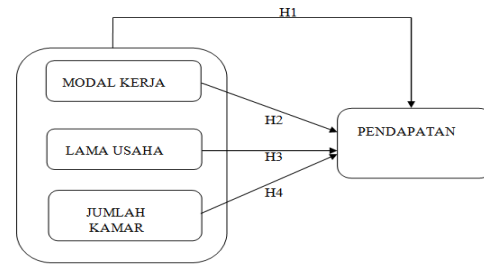 H1
MODAL KERJA
H2
LAMA USAHA
PENDAPATAN
H3
H4
JUMLAH
KAMAR